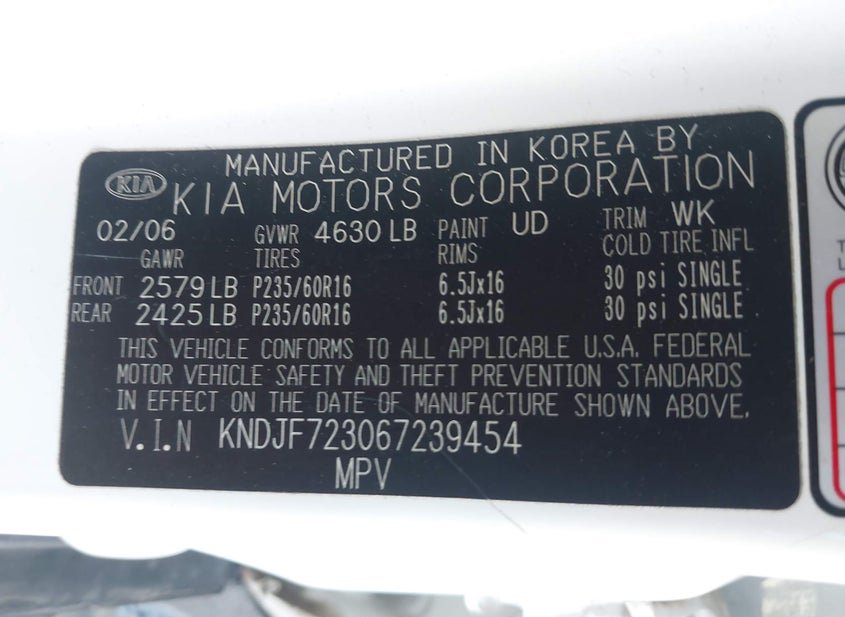 MANUFACTURED IN KOREA BY
KIA KIA MOTORS CORPORATION
02/06 GVWR 4630 LB PAINT UD TRIM WK
GAWR TIRES RIMS COLD TIRE INFL
FRONT 2579 LB P235/60R16 6.5Jx16 30 psi SINGLE
REAR 2425 LB P235/60R16 6.5Jx16 30 psi SINGLE
THIS VEHICLE CONFORMS TO ALL APPLICABLE U.S.A. FEDERAL
MOTOR VEHICLE SAFETY AND THEFT PREVENTION STANDARDS
IN EFFECT ON THE DATE OF MANUFACTURE SHOWN ABOVE.
V.I.N KNDJF723067239454
MPV